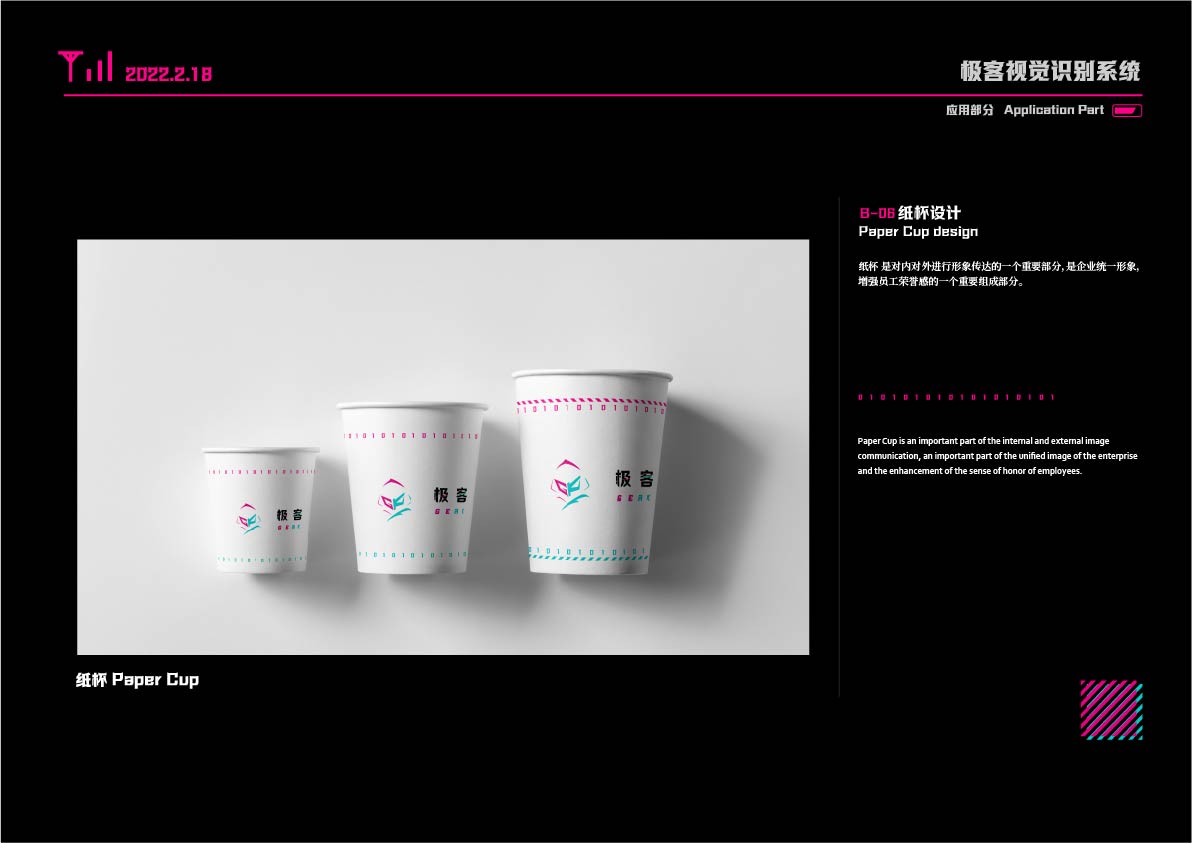 2022.2.18
极客视觉识别系统
应用部分 Application Part
B-06 纸杯设计
Paper Cup design
纸杯 是对内对外进行形象传达的一个重要部分, 是企业统一形象,
增强员工荣誉感的一个重要组成部分。
0 1 0 1 0 1 0 1 0 1 0 1 0 1 0 1 0 1
Paper Cup is an important part of the internal and external image
communication, an important part of the unified image of the enterprise
and the enhancement of the sense of honor of employees.
极客
GEAK
极客
极客
GEAK
纸杯 Paper Cup